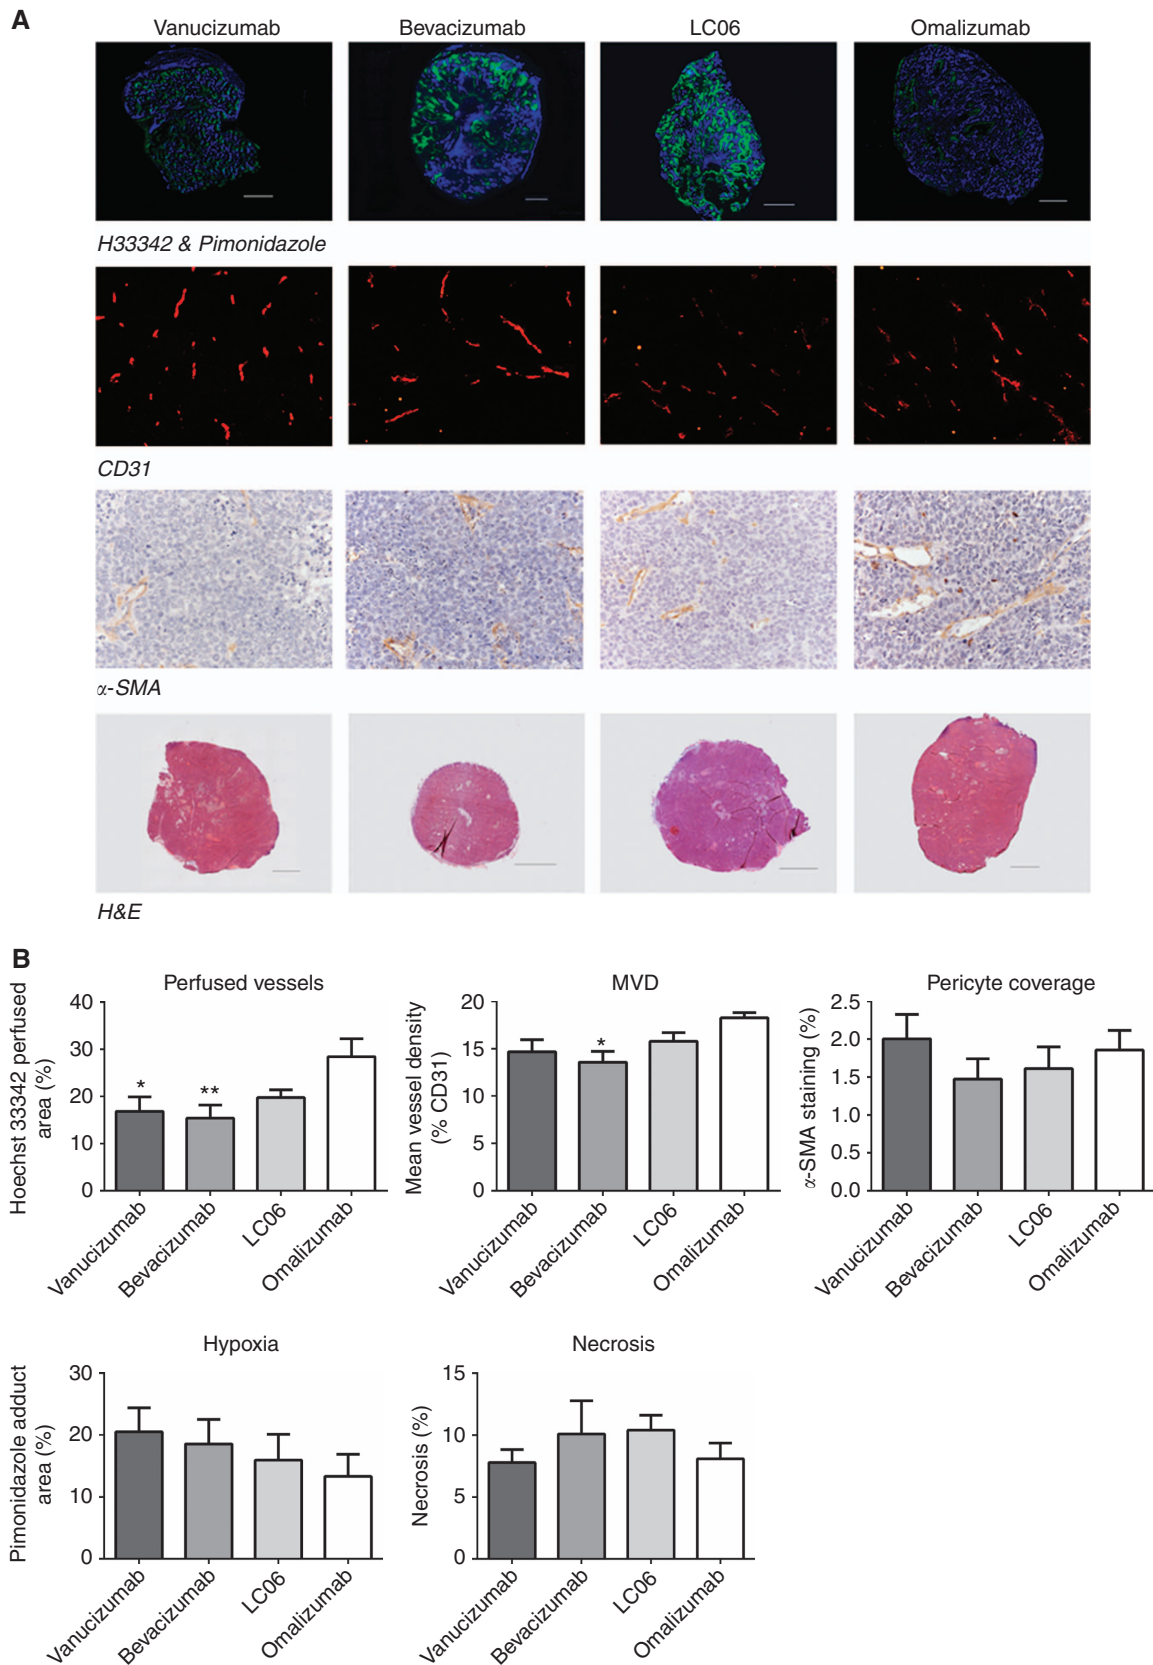 A
Vanucizumab Bevacizumab LC06 Omalizumab
H33342 & Pimonidazole
CD31
α-SMA
H&E
B
Perfused vessels
Hoechst 33342 perfused
area (%)
40
30
20
10
0
*
**
Vanucizumab
Bevacizumab
LC06
Omalizumab
MVD
Mean vessel density
(% CD31)
20
15
10
5
0
*
Vanucizumab
Bevacizumab
LC06
Omalizumab
Pericyte coverage
α-SMA staining (%)
2.5
2.0
1.5
1.0
0.5
0.0
Vanucizumab
Bevacizumab
LC06
Omalizumab
Hypoxia
Pimonidazole adduct
area (%)
30
20
10
0
Vanucizumab
Bevacizumab
LC06
Omalizumab
Necrosis
Necrosis (%)
15
10
5
0
Vanucizumab
Bevacizumab
LC06
Omalizumab